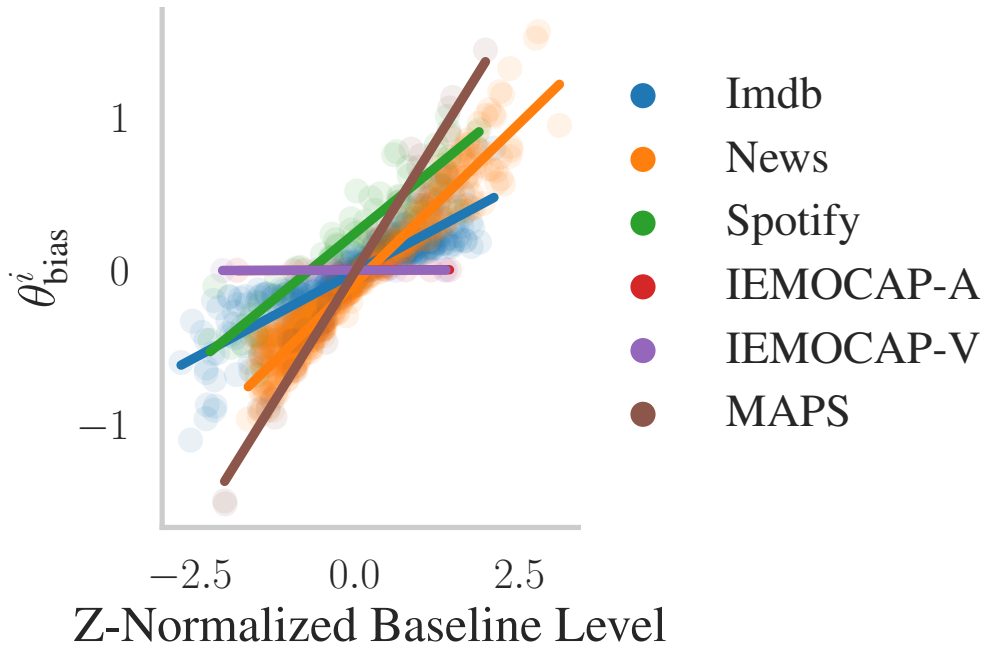 1
0
−1
θ^i_bias
−2.5 0.0 2.5
Z-Normalized Baseline Level
Imdb
News
Spotify
IEMOCAP-A
IEMOCAP-V
MAPS